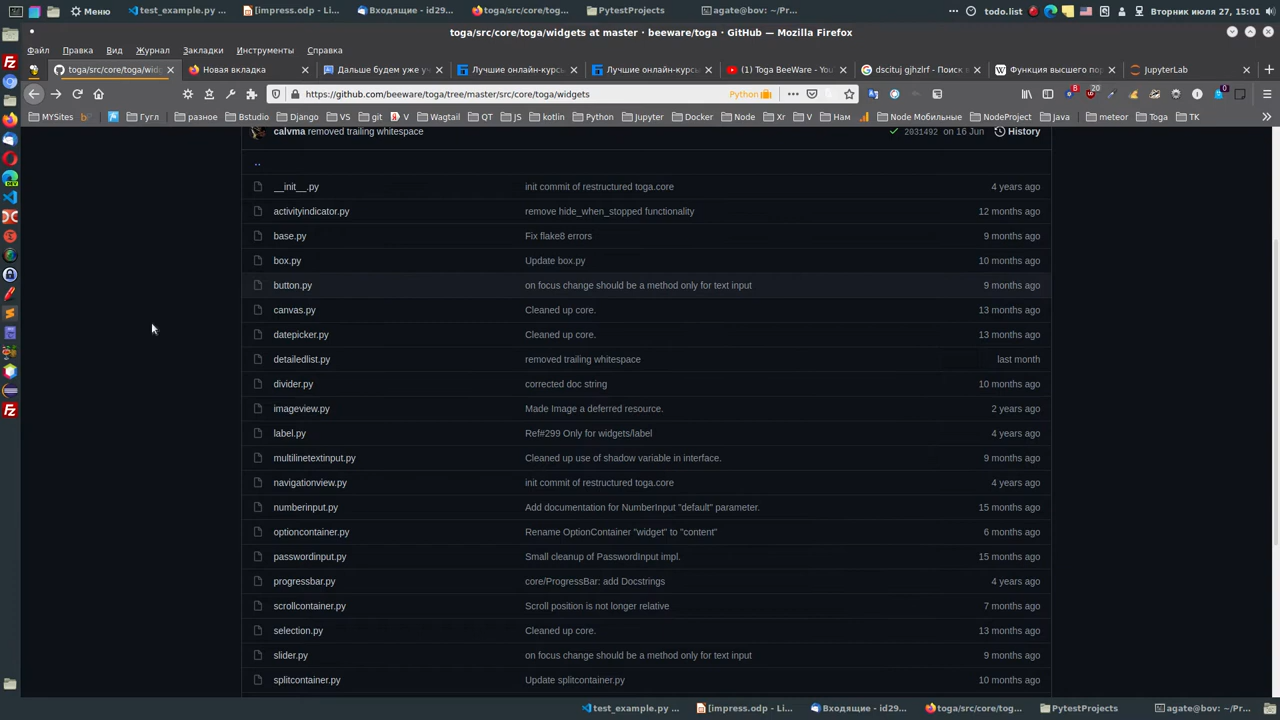 Меню test_example.py ... [impress.odp - Li... Входящие - id29... toga/src/core/tog... PytestProjects agate@bov: ~/Pr... ••• todo.list Вторник июля 27, 15:01
toga/src/core/toga/widgets at master · beeware/toga · GitHub — Mozilla Firefox
Файл Правка Вид Журнал Закладки Инструменты Справка
toga/src/core/toga/widg Новая вкладка Дальше будем уже уч Лучшие онлайн-курсы Лучшие онлайн-курсы (1) Toga BeeWare - You dscituj gjhzlrf - Поиск в Функция высшего пор JupyterLab
https://github.com/beeware/toga/tree/master/src/core/toga/widgets Python ••• 8 20 0
MYSites Гугл разное Bstudio Django VS git V Wagtail QT JS kotlin Python Jupyter Docker Node Xr V Нам Node Мобильные NodeProject Java meteor Toga ТК
calvma removed trailing whitespace 2031492 on 16 Jun History
..
__init__.py init commit of restructured toga.core 4 years ago
activityindicator.py remove hide_when_stopped functionality 12 months ago
base.py Fix flake8 errors 9 months ago
box.py Update box.py 10 months ago
button.py on focus change should be a method only for text input 9 months ago
canvas.py Cleaned up core. 13 months ago
datepicker.py Cleaned up core. 13 months ago
detailedlist.py removed trailing whitespace last month
divider.py corrected doc string 10 months ago
imageview.py Made Image a deferred resource. 2 years ago
label.py Ref#299 Only for widgets/label 4 years ago
multilinetextinput.py Cleaned up use of shadow variable in interface. 9 months ago
navigationview.py init commit of restructured toga.core 4 years ago
numberinput.py Add documentation for NumberInput "default" parameter. 15 months ago
optioncontainer.py Rename OptionContainer "widget" to "content" 6 months ago
passwordinput.py Small cleanup of PasswordInput impl. 15 months ago
progressbar.py core/ProgressBar: add Docstrings 4 years ago
scrollcontainer.py Scroll position is not longer relative 7 months ago
selection.py Cleaned up core. 13 months ago
slider.py on focus change should be a method only for text input 9 months ago
splitcontainer.py Update splitcontainer.py 10 months ago
test_example.py ... [impress.odp - Li... Входящие - id29... toga/src/core/tog... PytestProjects agate@bov: ~/Pr...